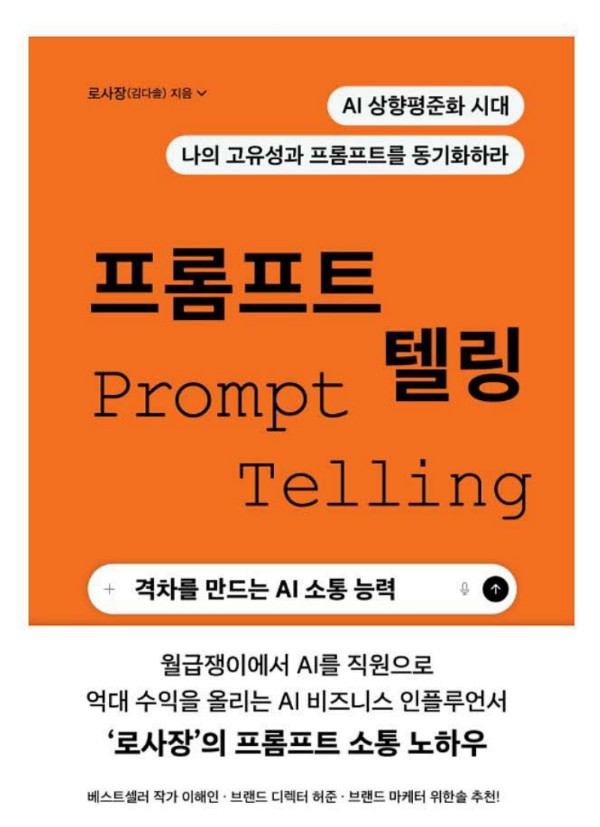 로사장(김다솔) 지음
AI 상향평준화 시대
나의 고유성과 프롬프트를 동기화하라
프롬프트
텔링
Prompt
Telling
+ 격차를 만드는 AI 소통 능력
월급쟁이에서 AI를 직원으로
억대 수익을 올리는 AI 비즈니스 인플루언서
‘로사장’의 프롬프트 소통 노하우
베스트셀러 작가 이해인 · 브랜드 디렉터 허준 · 브랜드 마케터 위한솔 추천!